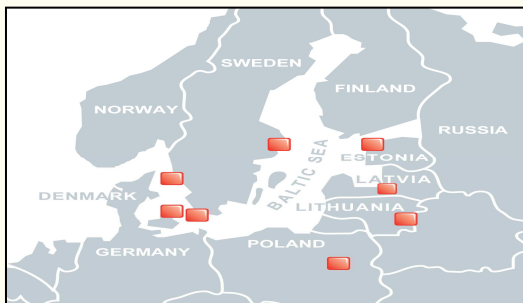 SWEDEN
FINLAND
NORWAY
RUSSIA
BALTIC SEA
ESTONIA
LATVIA
DENMARK
LITHUANIA
POLAND
GERMANY